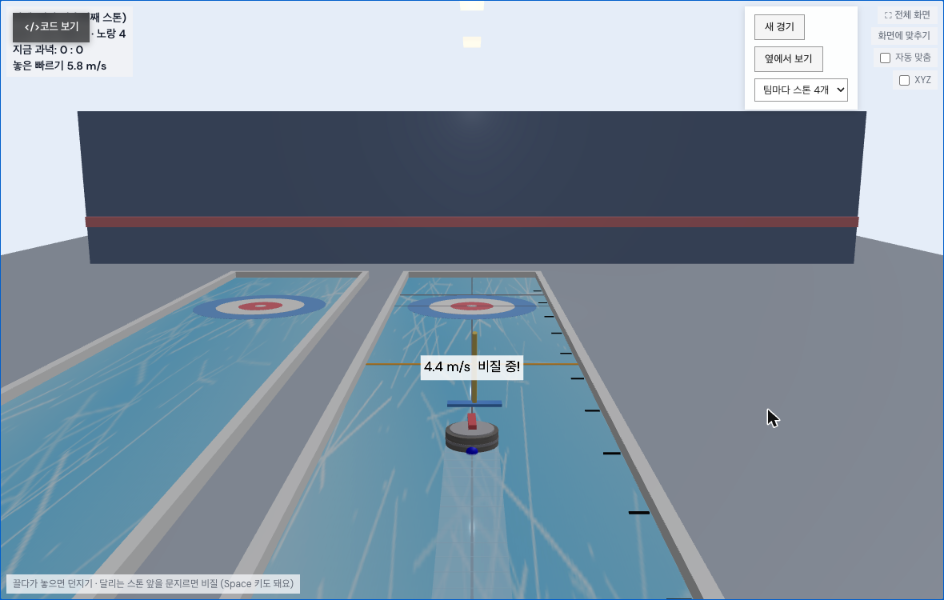 </>코드 보기
째 스톤)
· 노랑 4
지금 과녁: 0 : 0
놓은 빠르기 5.8 m/s
새 경기
옆에서 보기
팀마다 스톤 4개
전체 화면
화면에 맞추기
자동 맞춤
XYZ
4.4 m/s 비질 중!
끌다가 놓으면 던지기 · 달리는 스톤 앞을 문지르면 비질 (Space 키도 돼요)